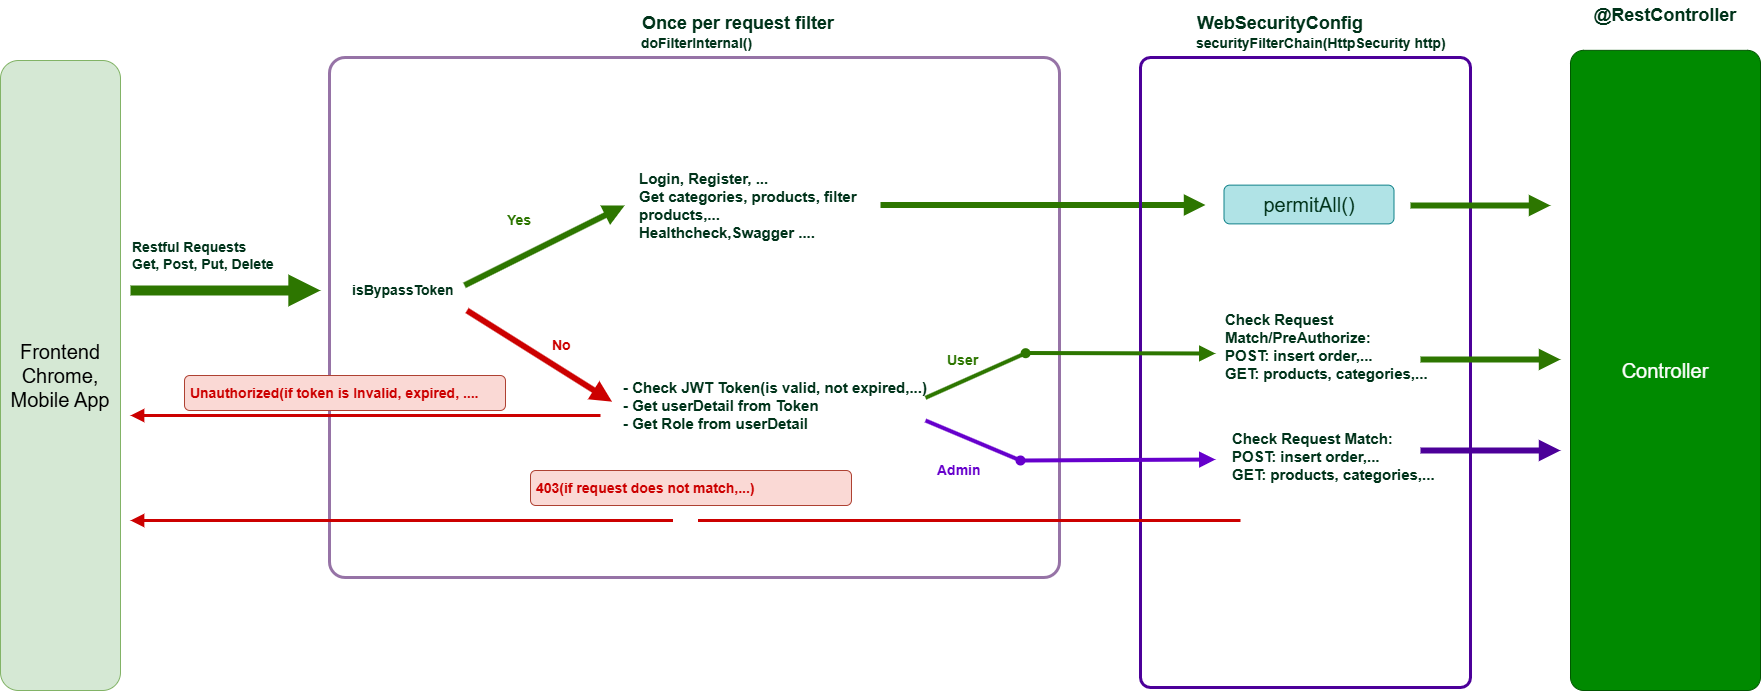 Once per request filter
doFilterInternal()
WebSecurityConfig
securityFilterChain(HttpSecurity http)
@RestController
Frontend
Chrome,
Mobile App
Restful Requests
Get, Post, Put, Delete
isBypassToken
Yes
No
Login, Register, ...
Get categories, products, filter
products,...
Healthcheck,Swagger ....
permitAll()
Unauthorized(if token is Invalid, expired, ....
- Check JWT Token(is valid, not expired,...)
- Get userDetail from Token
- Get Role from userDetail
User
Admin
Check Request
Match/PreAuthorize:
POST: insert order,...
GET: products, categories,...
Check Request Match:
POST: insert order,...
GET: products, categories,...
403(if request does not match,...)
Controller